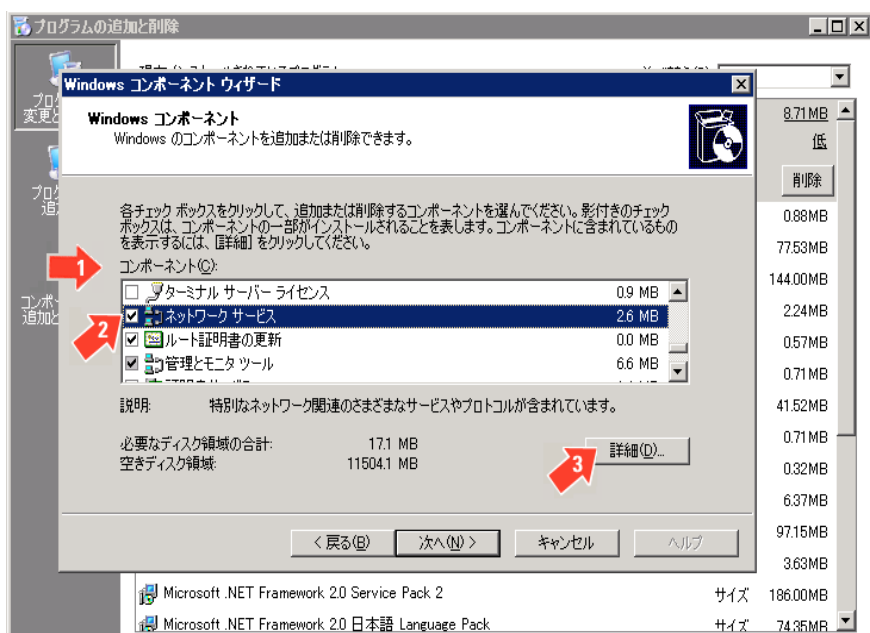 プログラムの追加と削除
Windows コンポーネント ウィザード
Windows コンポーネント
Windows のコンポーネントを追加または削除できます。
各チェック ボックスをクリックして、追加または削除するコンポーネントを選んでください。影付きのチェック
ボックスは、コンポーネントの一部がインストールされることを表します。コンポーネントに含まれているもの
を表示するには、[詳細] をクリックしてください。
1
コンポーネント(C):
ターミナル サーバー ライセンス 0.9 MB
2
ネットワーク サービス 2.6 MB
ルート証明書の更新 0.0 MB
管理とモニタ ツール 6.6 MB
説明: 特別なネットワーク関連のさまざまなサービスやプロトコルが含まれています。
必要なディスク領域の合計: 17.1 MB
空きディスク領域: 11504.1 MB
3
詳細(D)...
< 戻る(B)
次へ(N) >
キャンセル
ヘルプ
変更と
追加と
8.71MB
低
削除
0.88MB
77.53MB
144.00MB
2.24MB
0.57MB
0.71MB
41.52MB
0.71MB
0.32MB
6.37MB
97.15MB
3.63MB
Microsoft .NET Framework 2.0 Service Pack 2 サイズ 186.00MB
Microsoft .NET Framework 2.0 日本語 Language Pack サイズ 74.35MB